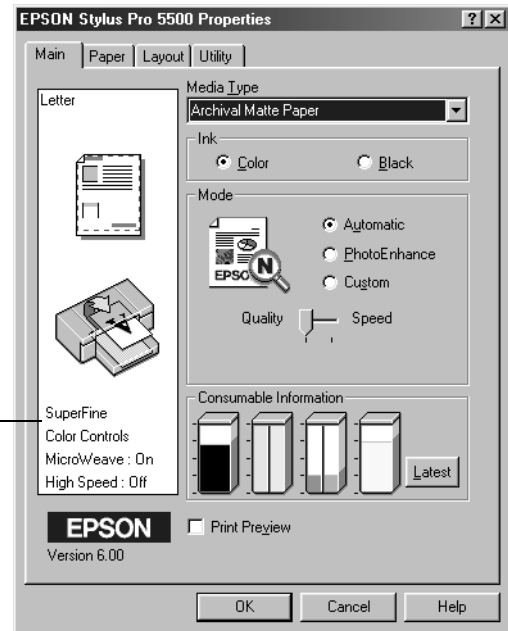 EPSON Stylus Pro 5500 Properties
Main Paper Layout Utility
Letter
SuperFine
Color Controls
MicroWeave : On
High Speed : Off
EPSON
Version 6.00
Media Type
Archival Matte Paper
Ink
Color Black
Mode
EPSON
N
Automatic
PhotoEnhance
Custom
Quality Speed
Consumable Information
Latest
Print Preview
OK Cancel Help